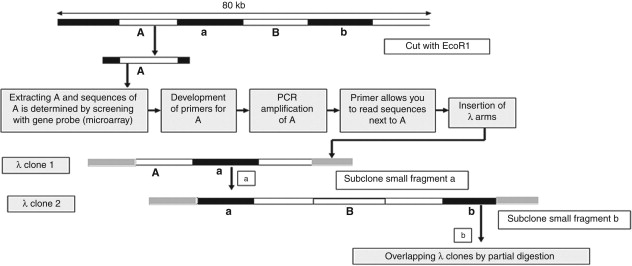 80 kb
A a B b
Cut with EcoR1
A
Extracting A and sequences of
A is determined by screening
with gene probe (microarray)
Development of
primers for
A
PCR
amplification
of A
Primer allows you
to read sequences
next to A
Insertion of
λ arms
λ clone 1
A a
a
Subclone small fragment a
λ clone 2
a B b
Subclone small fragment b
b
Overlapping λ clones by partial digestion